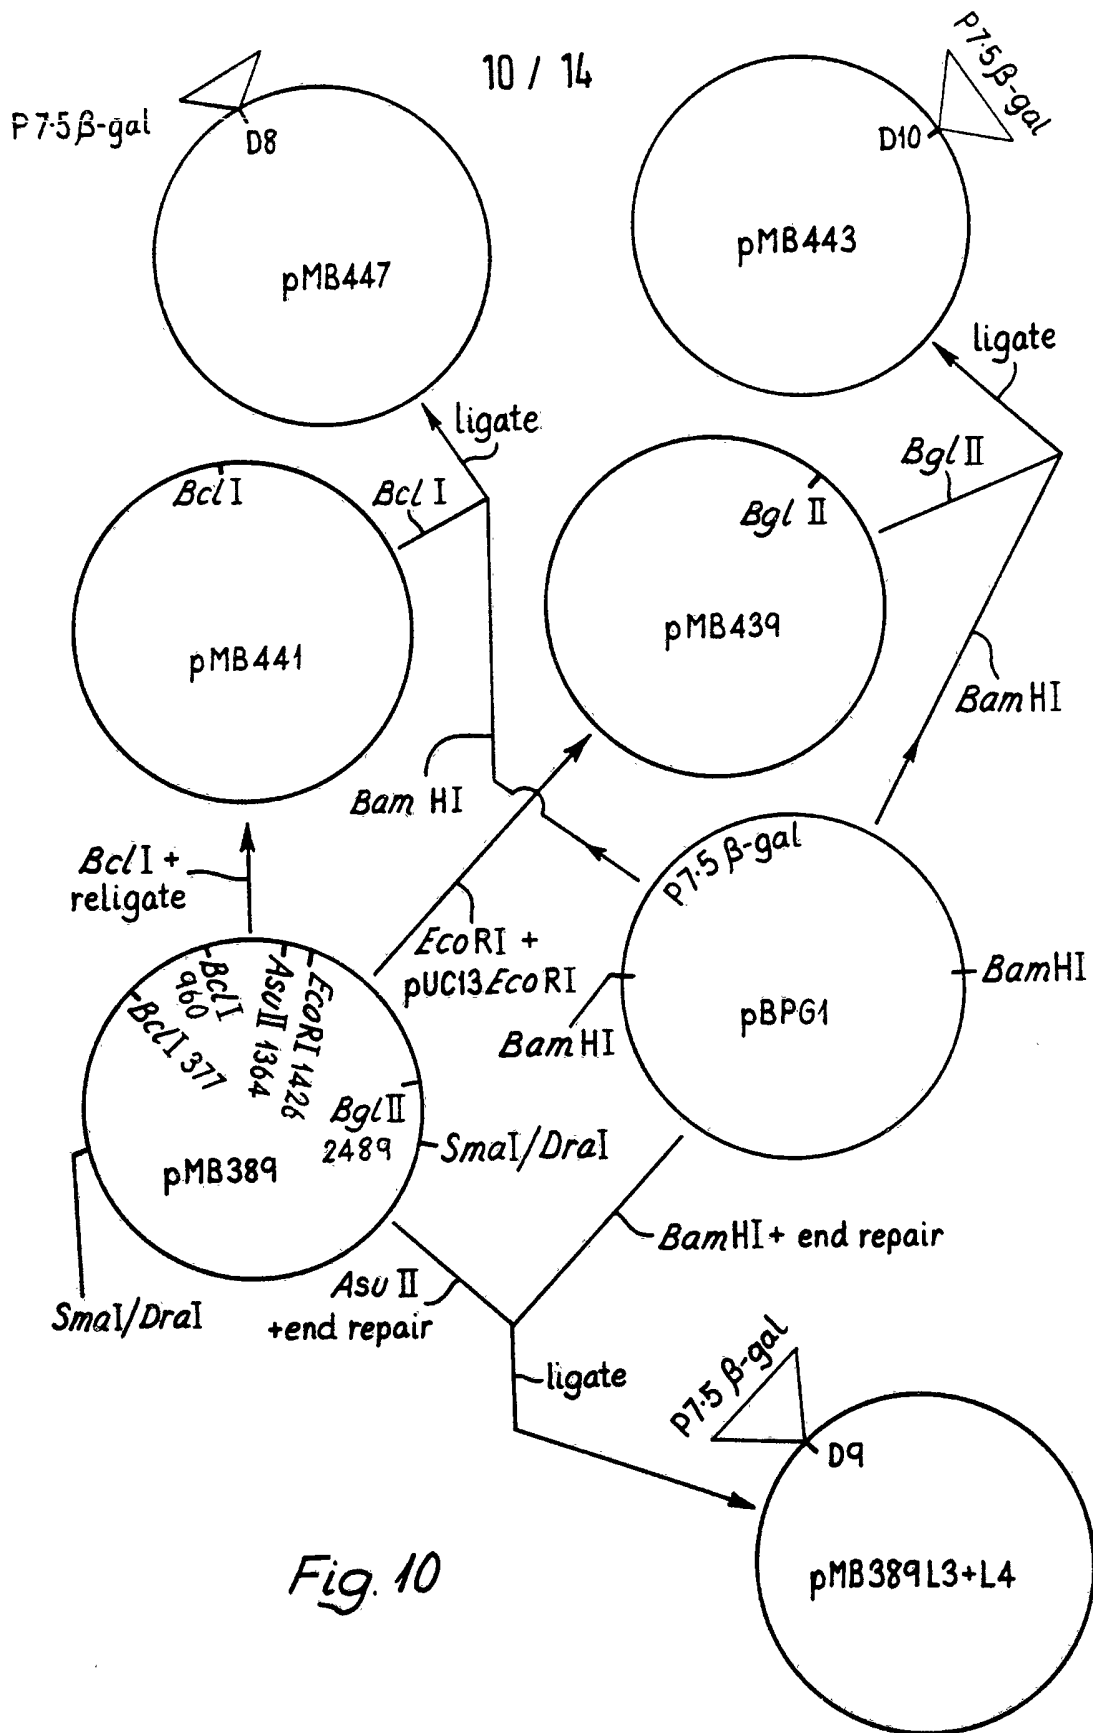 10 / 14
P7·5 β-gal
D8
pMB447
P7·5 β-gal
D10
pMB443
ligate
ligate
BclI
BclI
pMB441
BglII
BglII
pMB439
BamHI
Bam HI
BclI +
religate
EcoRI +
pUC13EcoRI
P7·5 β-gal
BamHI
BamHI
pBPG1
BclI 377
BclI
960
AsuII 1364
EcoRI 1426
BglII
2489
SmaI/DraI
pMB389
SmaI/DraI
AsuII
+end repair
BamHI + end repair
ligate
P7·5 β-gal
D9
pMB389L3+L4
Fig. 10